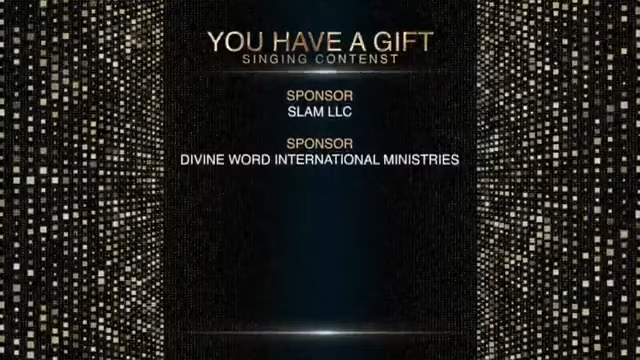 YOU HAVE A GIFT
SINGING CONTENST
SPONSOR
SLAM LLC
SPONSOR
DIVINE WORD INTERNATIONAL MINISTRIES